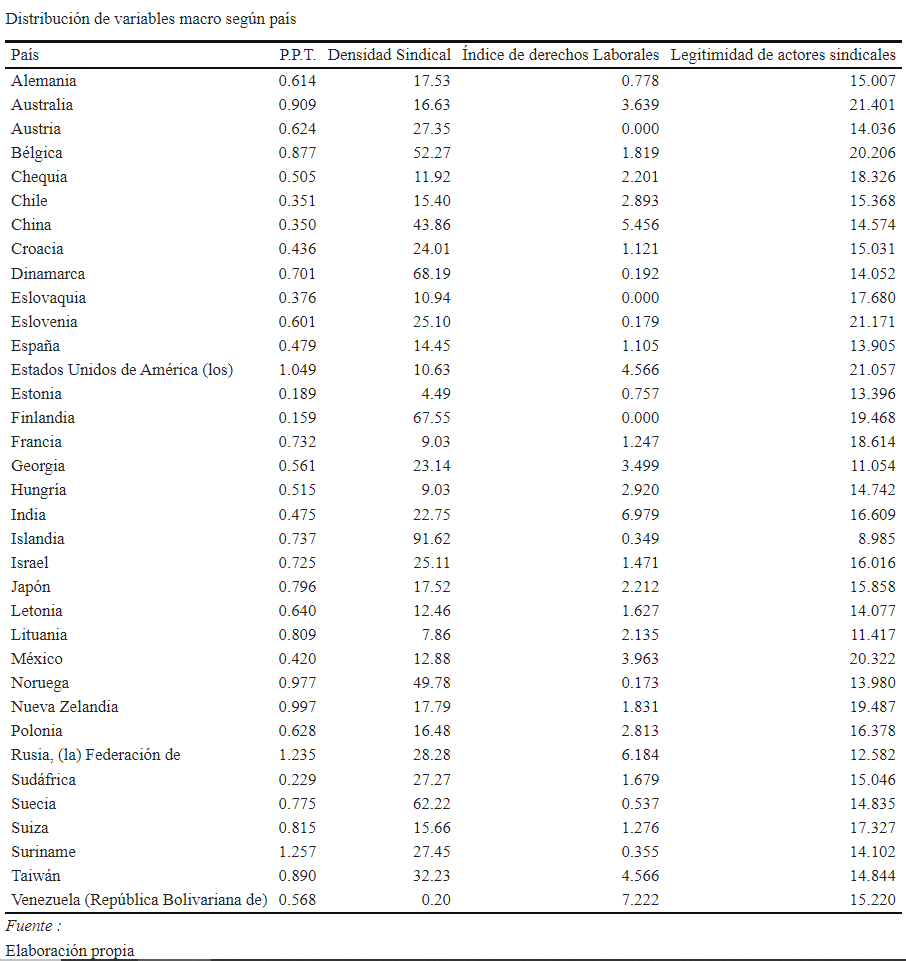 Distribución de variables macro según país
País P.P.T. Densidad Sindical Índice de derechos Laborales Legitimidad de actores sindicales
Alemania 0.614 17.53 0.778 15.007
Australia 0.909 16.63 3.639 21.401
Austria 0.624 27.35 0.000 14.036
Bélgica 0.877 52.27 1.819 20.206
Chequia 0.505 11.92 2.201 18.326
Chile 0.351 15.40 2.893 15.368
China 0.350 43.86 5.456 14.574
Croacia 0.436 24.01 1.121 15.031
Dinamarca 0.701 68.19 0.192 14.052
Eslovaquia 0.376 10.94 0.000 17.680
Eslovenia 0.601 25.10 0.179 21.171
España 0.479 14.45 1.105 13.905
Estados Unidos de América (los) 1.049 10.63 4.566 21.057
Estonia 0.189 4.49 0.757 13.396
Finlandia 0.159 67.55 0.000 19.468
Francia 0.732 9.03 1.247 18.614
Georgia 0.561 23.14 3.499 11.054
Hungría 0.515 9.03 2.920 14.742
India 0.475 22.75 6.979 16.609
Islandia 0.737 91.62 0.349 8.985
Israel 0.725 25.11 1.471 16.016
Japón 0.796 17.52 2.212 15.858
Letonia 0.640 12.46 1.627 14.077
Lituania 0.809 7.86 2.135 11.417
México 0.420 12.88 3.963 20.322
Noruega 0.977 49.78 0.173 13.980
Nueva Zelandia 0.997 17.79 1.831 19.487
Polonia 0.628 16.48 2.813 16.378
Rusia, (la) Federación de 1.235 28.28 6.184 12.582
Sudáfrica 0.229 27.27 1.679 15.046
Suecia 0.775 62.22 0.537 14.835
Suiza 0.815 15.66 1.276 17.327
Suriname 1.257 27.45 0.355 14.102
Taiwán 0.890 32.23 4.566 14.844
Venezuela (República Bolivariana de) 0.568 0.20 7.222 15.220
Fuente :
Elaboración propia